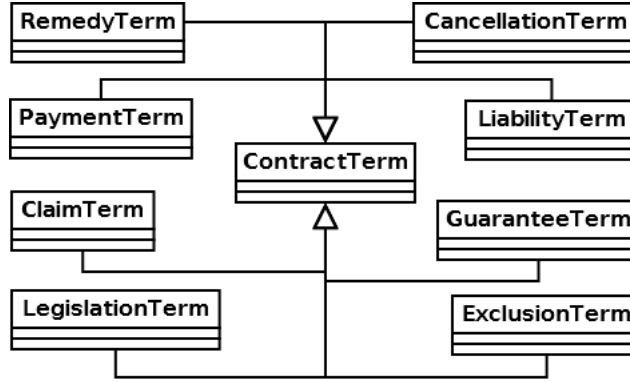 RemedyTerm
CancellationTerm
PaymentTerm
LiabilityTerm
ContractTerm
ClaimTerm
GuaranteeTerm
LegislationTerm
ExclusionTerm